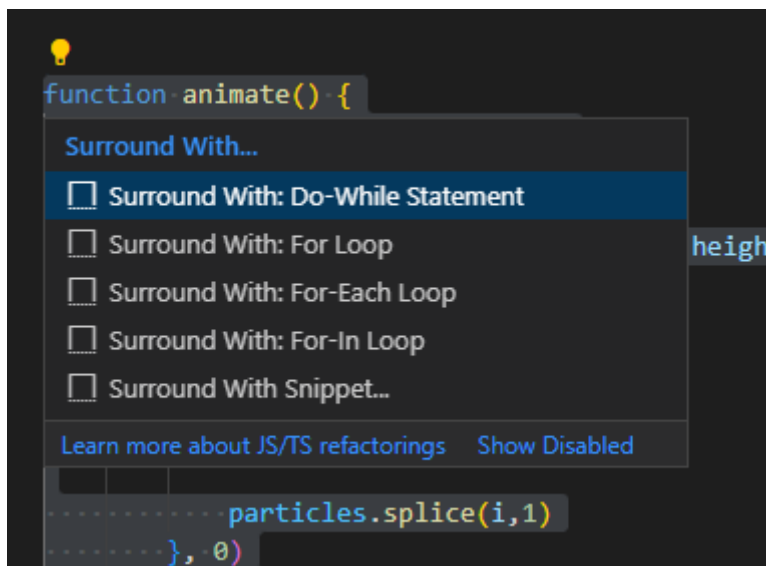 function animate() {
Surround With...
Surround With: Do-While Statement
Surround With: For Loop
heigh
Surround With: For-Each Loop
Surround With: For-In Loop
Surround With Snippet...
Learn more about JS/TS refactorings Show Disabled
particles.splice(i,1)
}, 0)